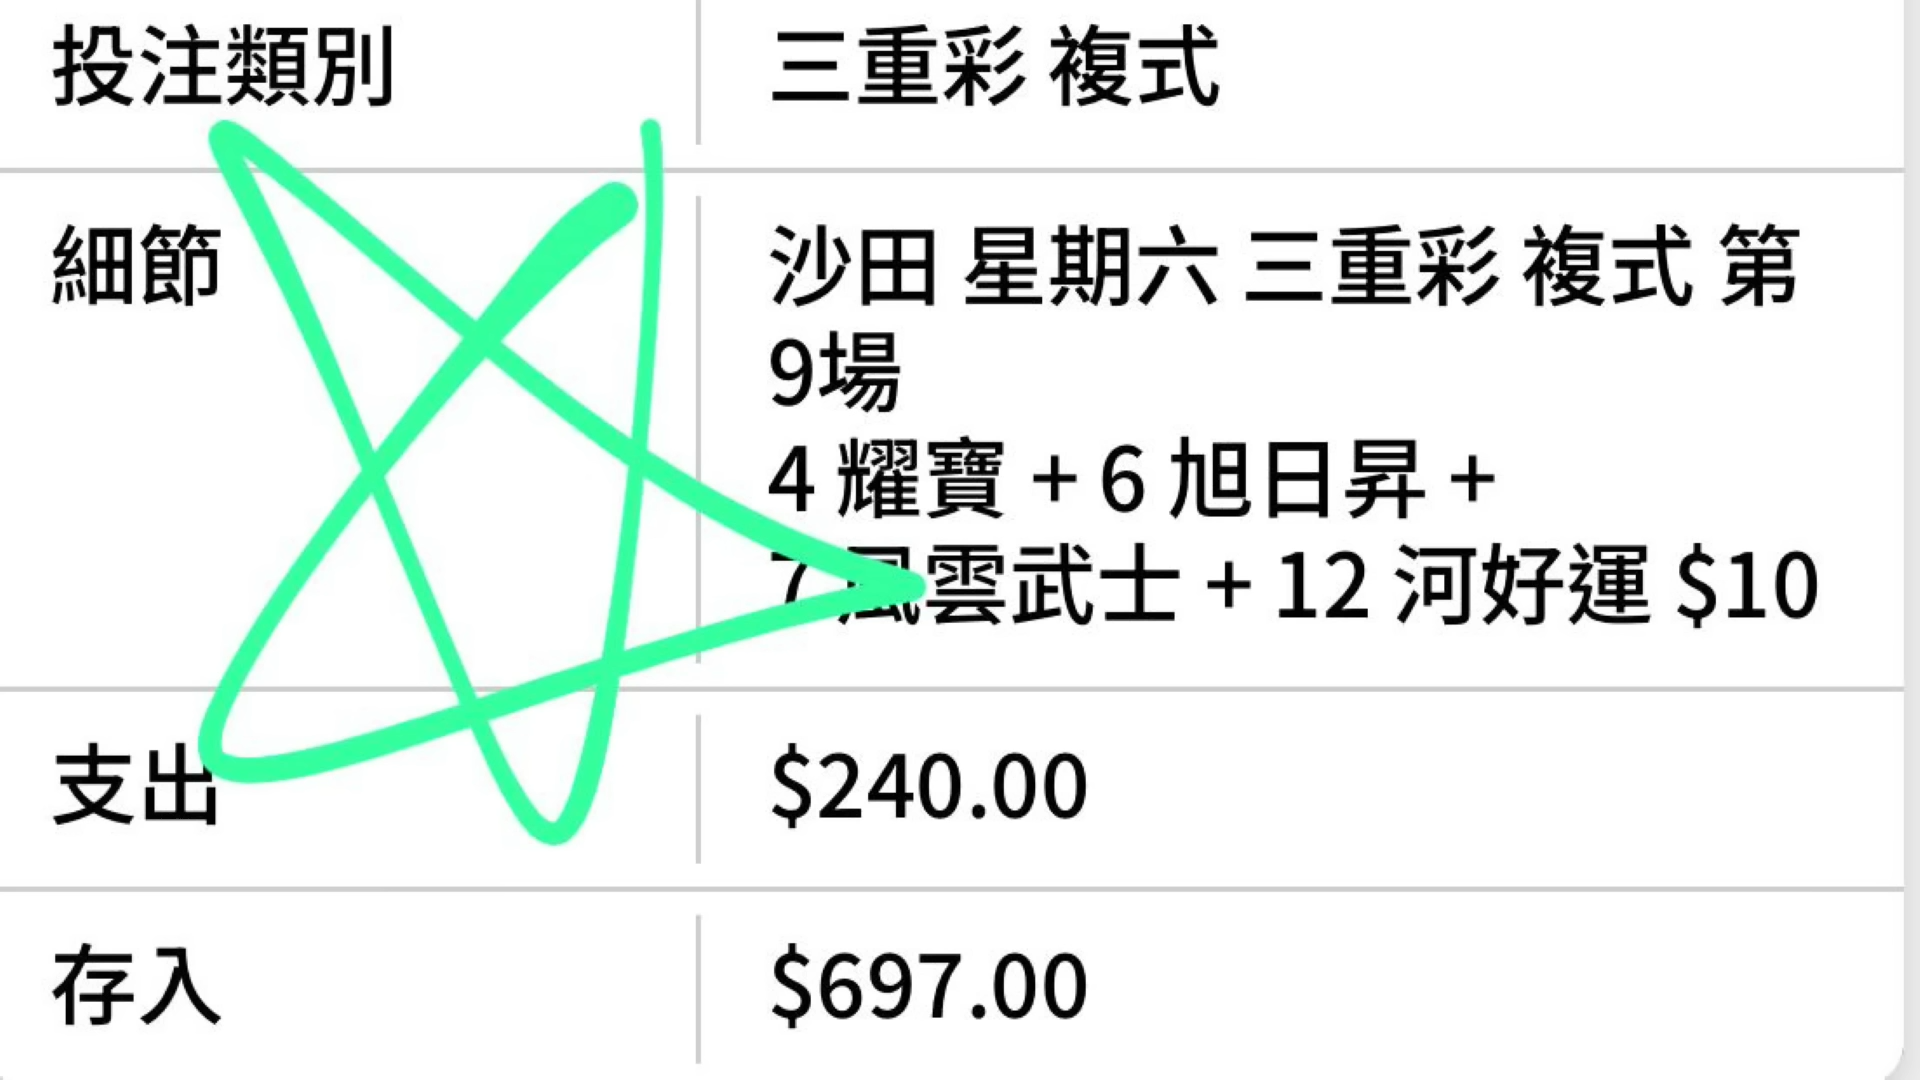 投注類別 三重彩 複式
細節 沙田 星期六 三重彩 複式 第
9場
4 耀寶 + 6 旭日昇 +
7 風雲武士 + 12 河好運 $10
支出 $240.00
存入 $697.00